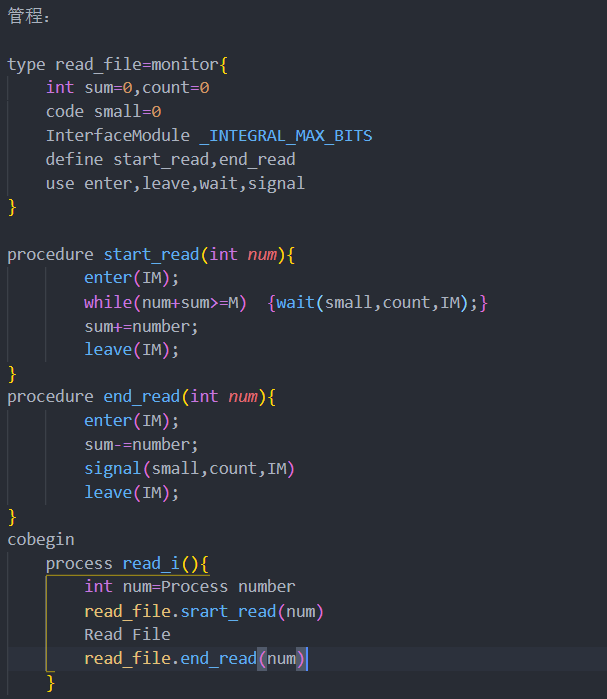 管程：
type read_file=monitor{
int sum=0,count=0
code small=0
InterfaceModule _INTEGRAL_MAX_BITS
define start_read,end_read
use enter,leave,wait,signal
}
procedure start_read(int num){
enter(IM);
while(num+sum>=M)  {wait(small,count,IM);}
sum+=number;
leave(IM);
}
procedure end_read(int num){
enter(IM);
sum-=number;
signal(small,count,IM)
leave(IM);
}
cobegin
process read_i(){
int num=Process number
read_file.srart_read(num)
Read File
read_file.end_read(num)
}